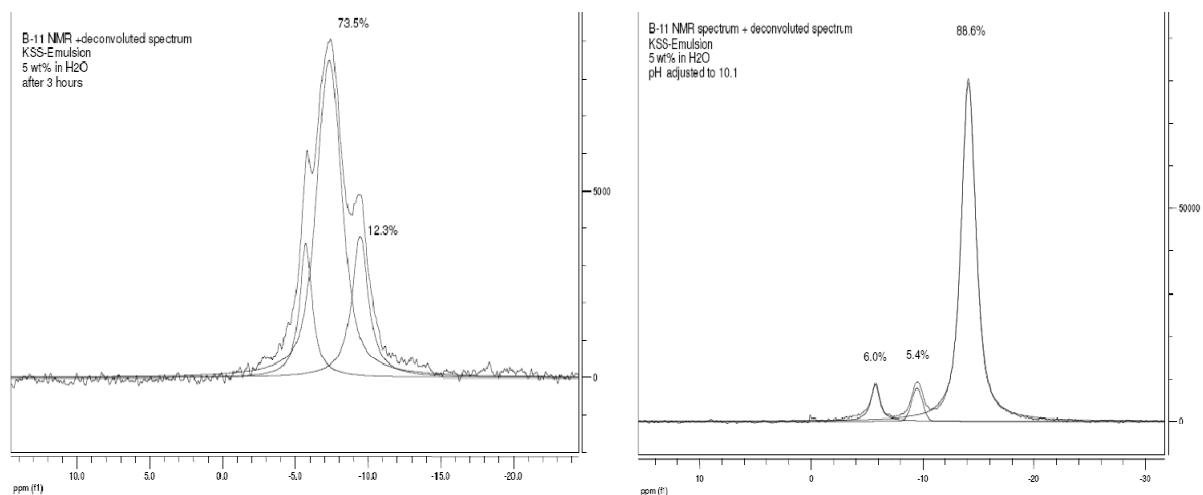 B-11 NMR +deconvoluted spectrum
KSS-Emulsion
5 wt% in H2O
after 3 hours
73.5%
12.3%
5000
0
10.0 5.0 0.0 -5.0 -10.0 -15.0 -20.0
ppm (f1)
B-11 NMR spectrum + deconvoluted spectrum
KSS-Emulsion
5 wt% in H2O
pH adjusted to 10.1
88.6%
6.0%
5.4%
50000
0
10 0 -10 -20 -30
ppm (f1)